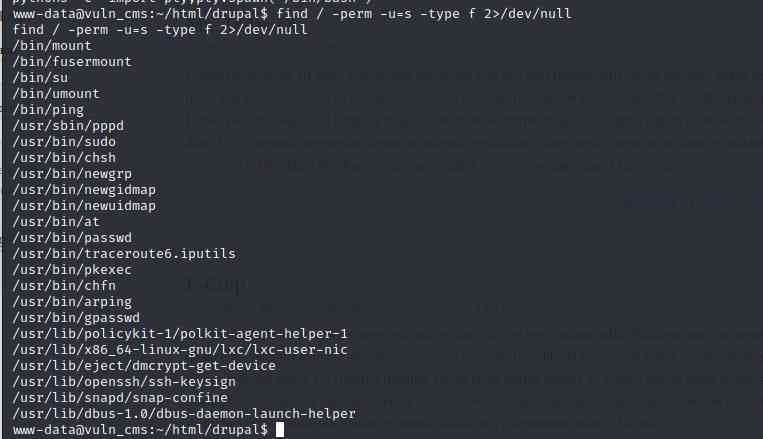 www-data@vuln_cms:~/html/drupal$ find / -perm -u=s -type f 2>/dev/null
find / -perm -u=s -type f 2>/dev/null
/bin/mount
/bin/fusermount
/bin/su
/bin/umount
/bin/ping
/usr/sbin/pppd
/usr/bin/sudo
/usr/bin/chsh
/usr/bin/newgrp
/usr/bin/newgidmap
/usr/bin/newuidmap
/usr/bin/at
/usr/bin/passwd
/usr/bin/traceroute6.iputils
/usr/bin/pkexec
/usr/bin/chfn
/usr/bin/arping
/usr/bin/gpasswd
/usr/lib/policykit-1/polkit-agent-helper-1
/usr/lib/x86_64-linux-gnu/lxc/lxc-user-nic
/usr/lib/eject/dmcrypt-get-device
/usr/lib/openssh/ssh-keysign
/usr/lib/snapd/snap-confine
/usr/lib/dbus-1.0/dbus-daemon-launch-helper
www-data@vuln_cms:~/html/drupal$